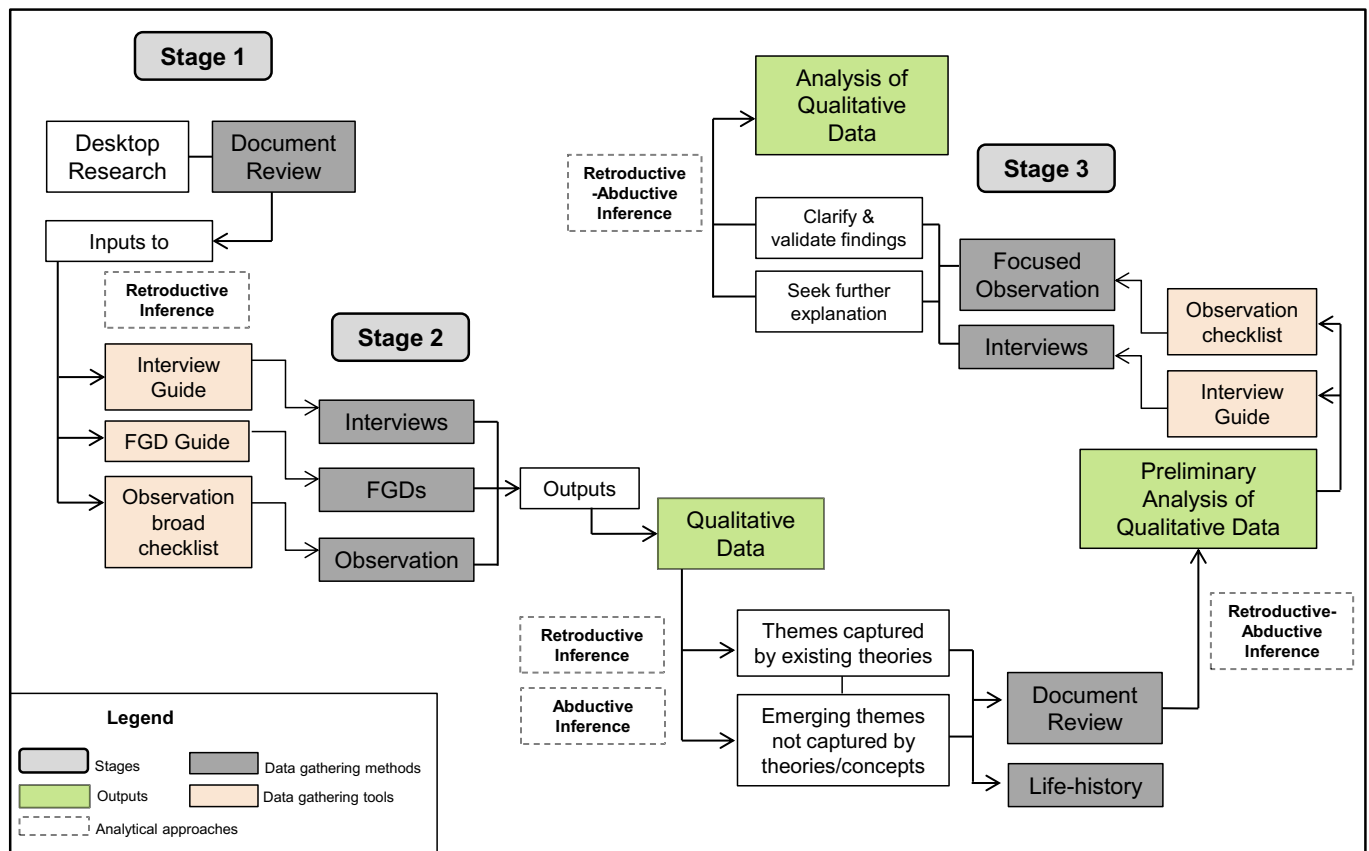 Stage 1
Desktop
Research
Document
Review
Inputs to
Retroductive
Inference
Interview
Guide
FGD Guide
Observation
broad
checklist
Stage 2
Interviews
FGDs
Observation
Outputs
Qualitative
Data
Retroductive
Inference
Abductive
Inference
Themes captured
by existing theories
Emerging themes
not captured by
theories/concepts
Document
Review
Life-history
Retroductive-
Abductive
Inference
Preliminary
Analysis of
Qualitative Data
Stage 3
Observation
checklist
Interview
Guide
Focused
Observation
Interviews
Clarify &
validate findings
Seek further
explanation
Retroductive
-Abductive
Inference
Analysis of
Qualitative
Data
Legend
Stages
Data gathering methods
Outputs
Data gathering tools
Analytical approaches